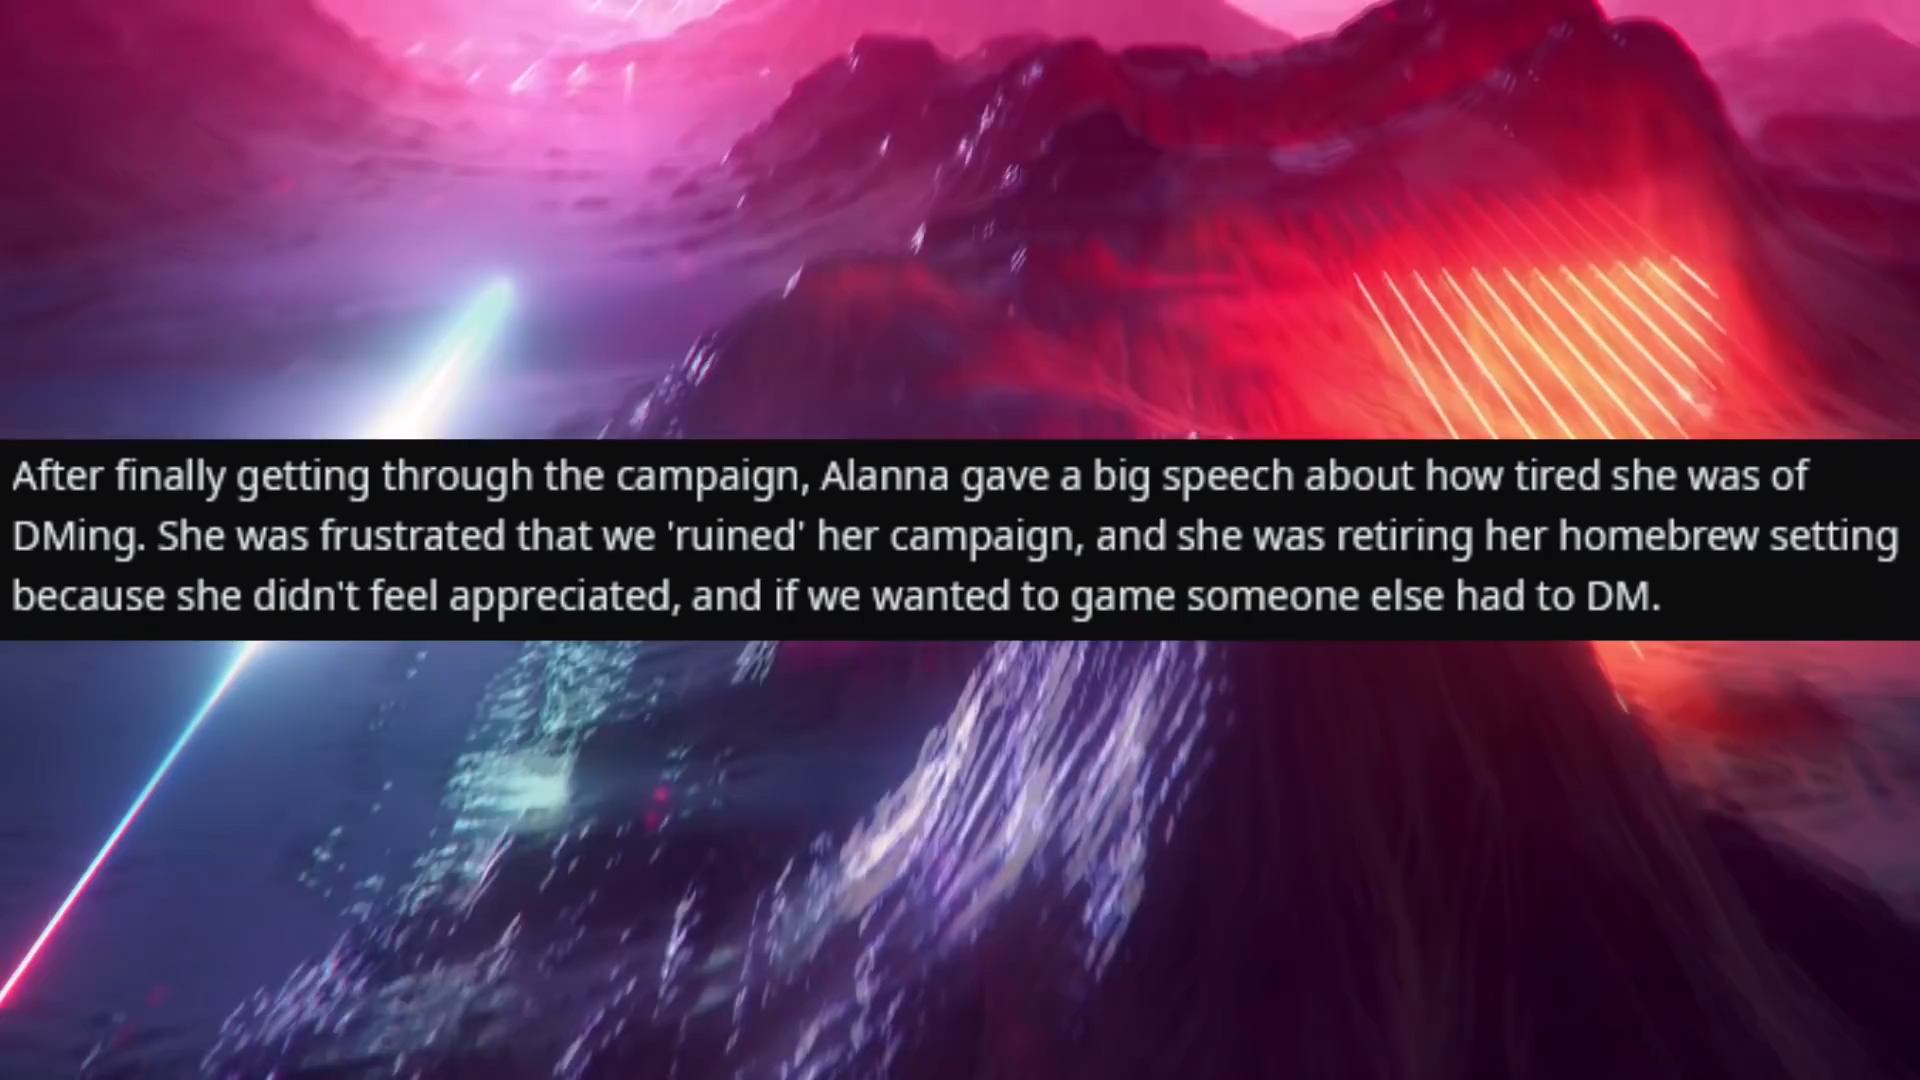 After finally getting through the campaign, Alanna gave a big speech about how tired she was of
DMing. She was frustrated that we 'ruined' her campaign, and she was retiring her homebrew setting
because she didn't feel appreciated, and if we wanted to game someone else had to DM.